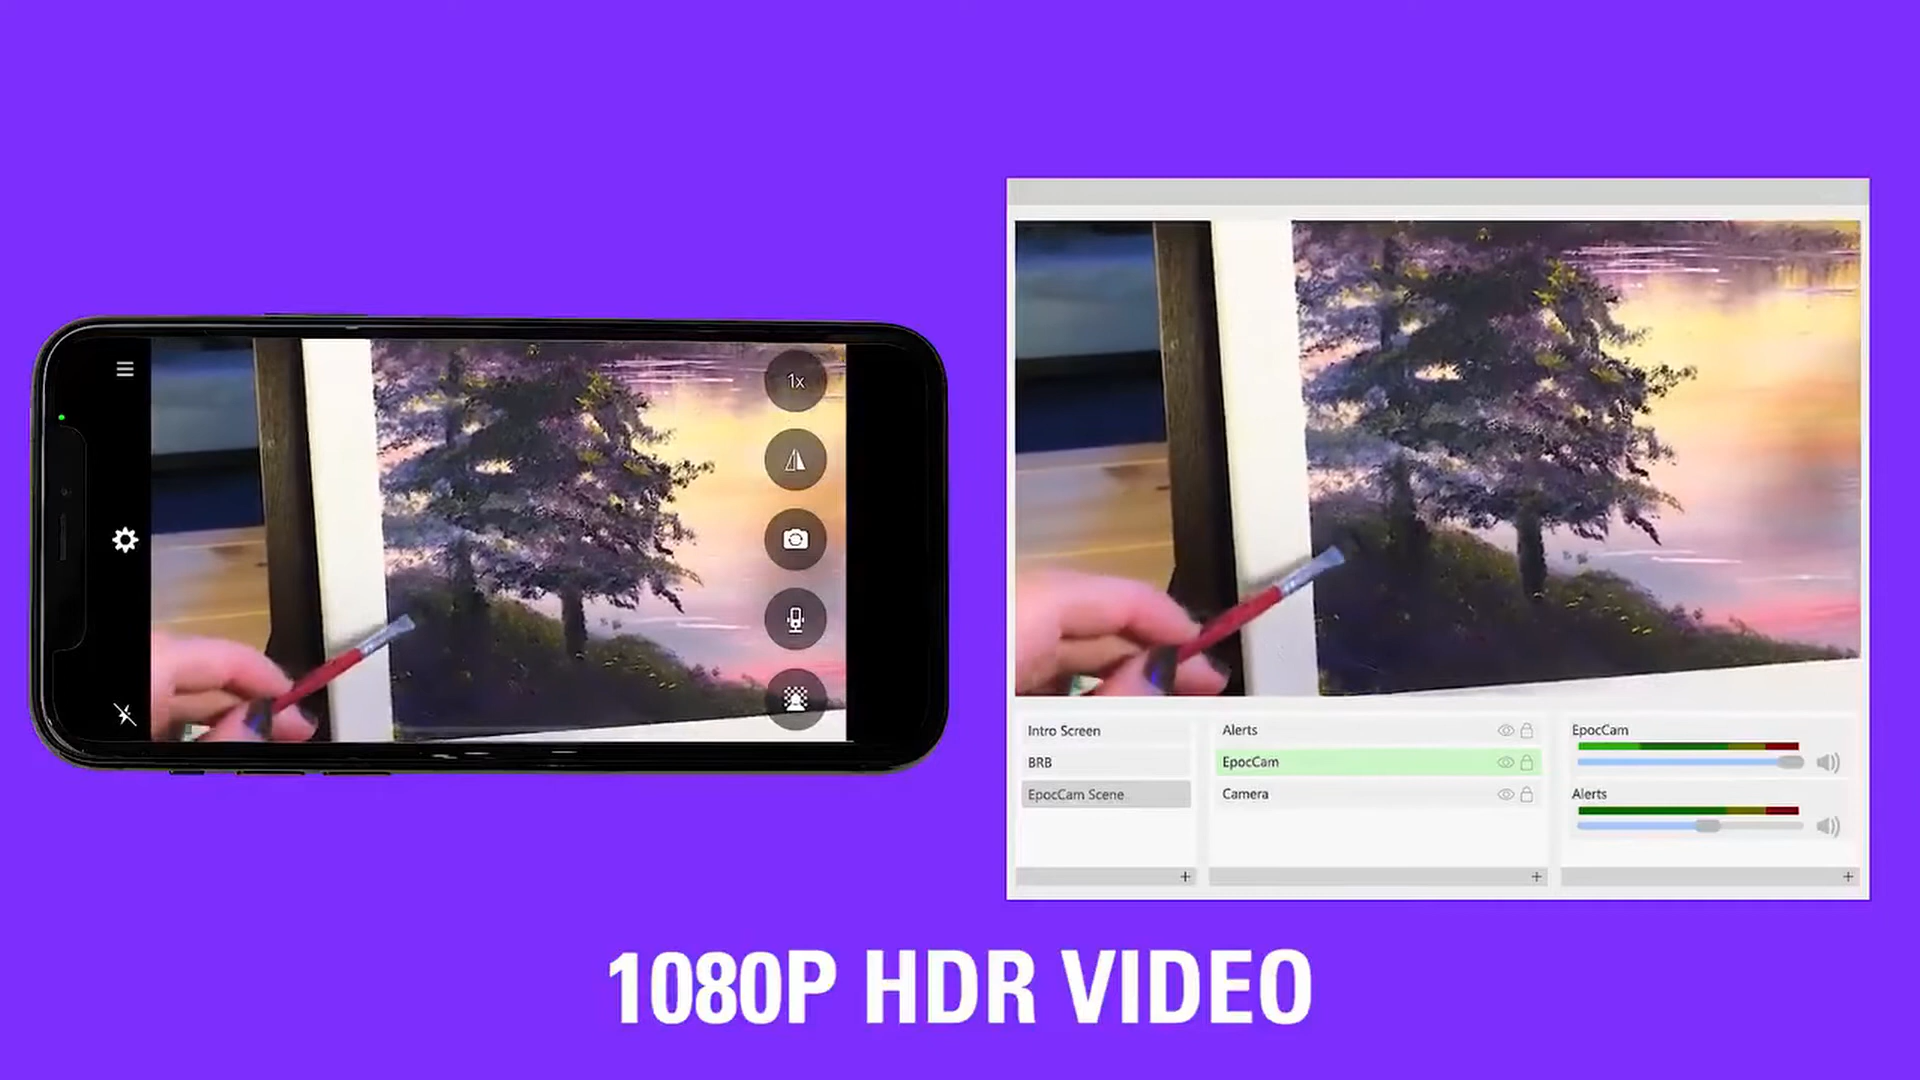 1x
Intro Screen
BRB
EpocCam Scene
Alerts
EpocCam
Camera
EpocCam
Alerts
1080P HDR VIDEO